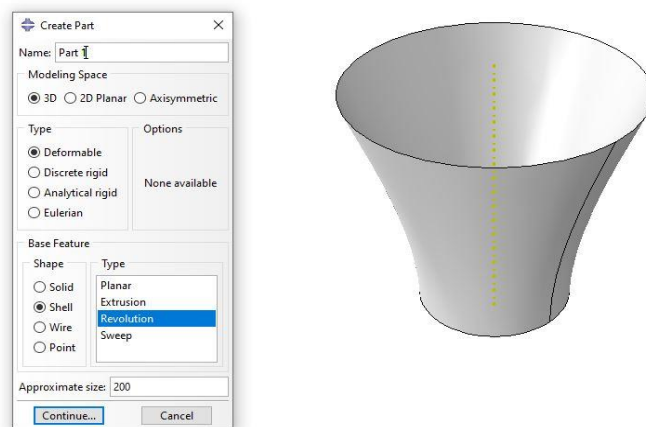 Create Part
Name: Part 1
Modeling Space
3D 2D Planar Axisymmetric
Type
Deformable
Discrete rigid
Analytical rigid
Eulerian
Options
None available
Base Feature
Shape
Solid
Shell
Wire
Point
Type
Planar
Extrusion
Revolution
Sweep
Approximate size: 200
Continue... Cancel